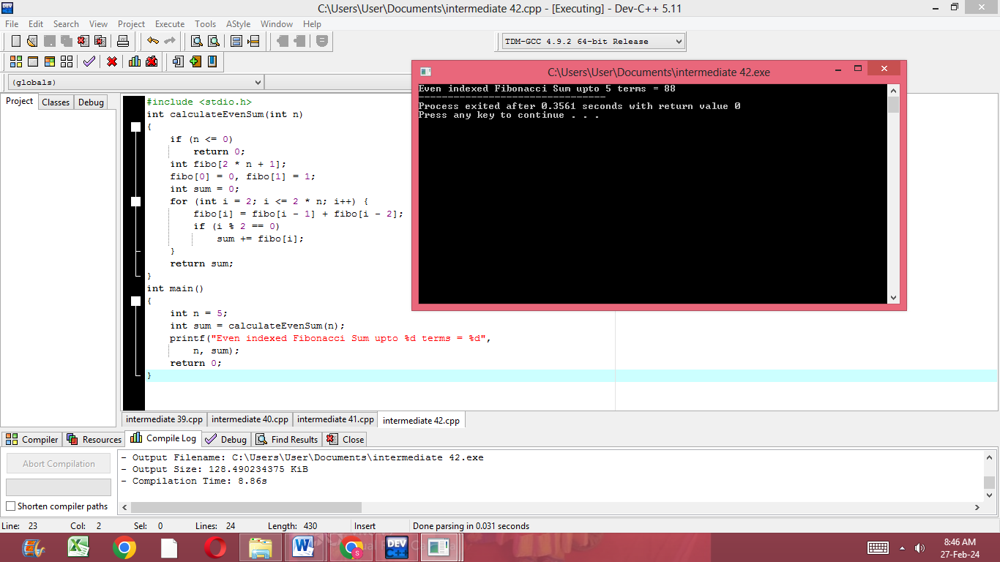 C:\Users\User\Documents\intermediate 42.cpp - [Executing] - Dev-C++ 5.11
File Edit Search View Project Execute Tools AStyle Window Help
TDM-GCC 4.9.2 64-bit Release
(globals)
Project Classes Debug
#include <stdio.h>
int calculateEvenSum(int n)
{
    if (n <= 0)
        return 0;
    int fibo[2 * n + 1];
    fibo[0] = 0, fibo[1] = 1;
    int sum = 0;
    for (int i = 2; i <= 2 * n; i++) {
        fibo[i] = fibo[i - 1] + fibo[i - 2];
        if (i % 2 == 0)
            sum += fibo[i];
    }
    return sum;
}
int main()
{
    int n = 5;
    int sum = calculateEvenSum(n);
    printf("Even indexed Fibonacci Sum upto %d terms = %d",
        n, sum);
    return 0;
}
C:\Users\User\Documents\intermediate 42.exe
Even indexed Fibonacci Sum upto 5 terms = 88
--------------------------------
Process exited after 0.3561 seconds with return value 0
Press any key to continue . . .
intermediate 39.cpp intermediate 40.cpp intermediate 41.cpp intermediate 42.cpp
Compiler Resources Compile Log Debug Find Results Close
Abort Compilation
Shorten compiler paths
- Output Filename: C:\Users\User\Documents\intermediate 42.exe
- Output Size: 128.490234375 KiB
- Compilation Time: 8.86s
Line: 23 Col: 2 Sel: 0 Lines: 24 Length: 430 Insert Done parsing in 0.031 seconds
DEV C++
8:46 AM
27-Feb-24